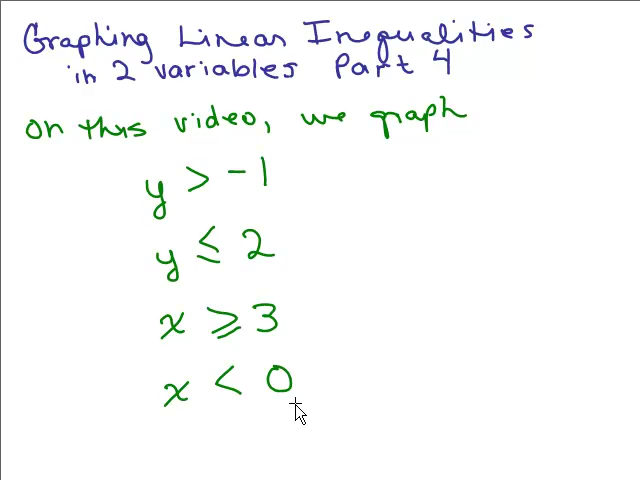 Graphing Linear Inequalities
in 2 variables Part 4
on this video, we graph
y > -1
y ≤ 2
x ≥ 3
x < 0